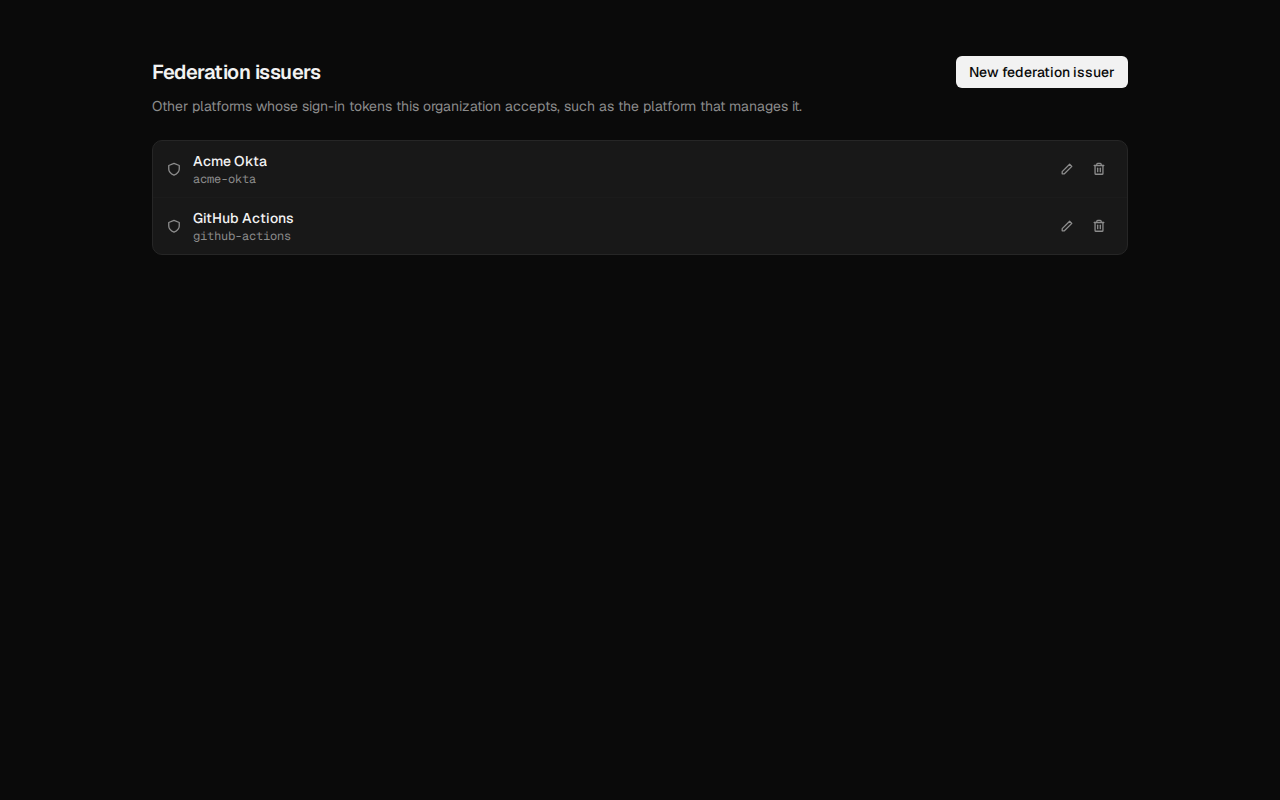 Federation issuers
New federation issuer
Other platforms whose sign-in tokens this organization accepts, such as the platform that manages it.
Acme Okta
acme-okta
GitHub Actions
github-actions